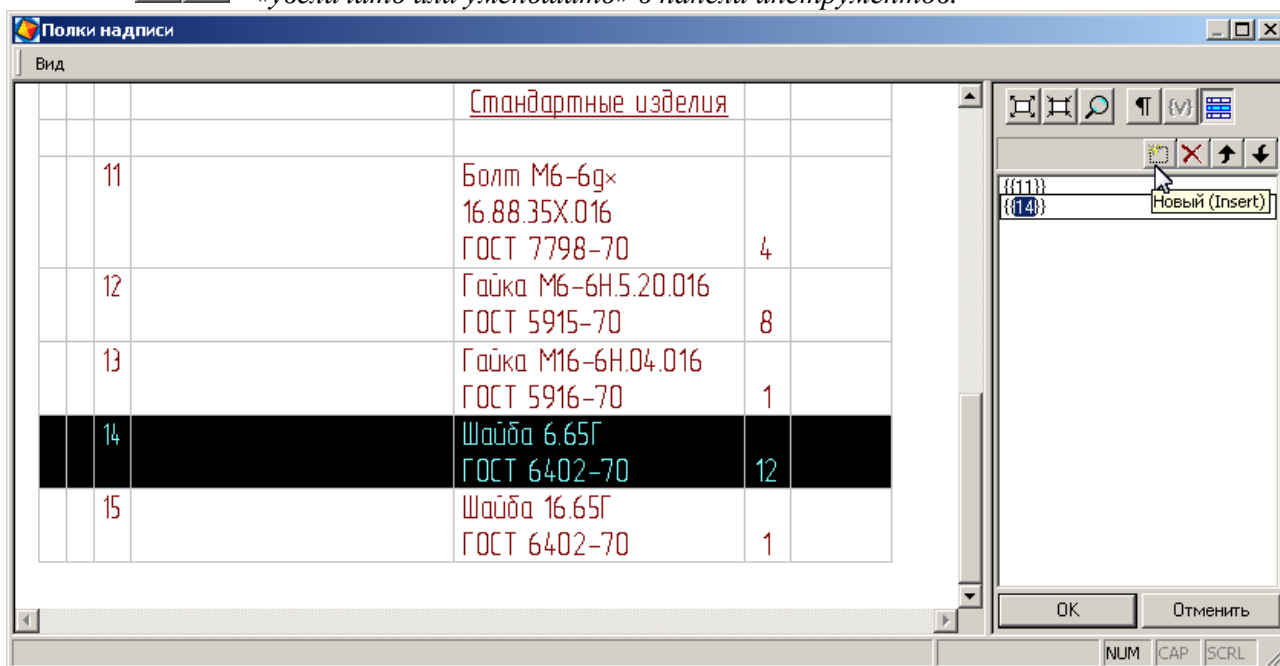 «увеличить или уменьшить» в панели инструментов.
Полки надписи
Вид
Стандартные изделия
11 Болт М6-6g×
16.88.35Х.016
ГОСТ 7798-70 4
12 Гайка М6-6Н.5.20.016
ГОСТ 5915-70 8
13 Гайка М16-6Н.04.016
ГОСТ 5916-70 1
14 Шайба 6.65Г
ГОСТ 6402-70 12
15 Шайба 16.65Г
ГОСТ 6402-70 1
¶ {v}
{{11}}
{{14}}
Новый (Insert)
OK Отменить
NUM CAP SCRL